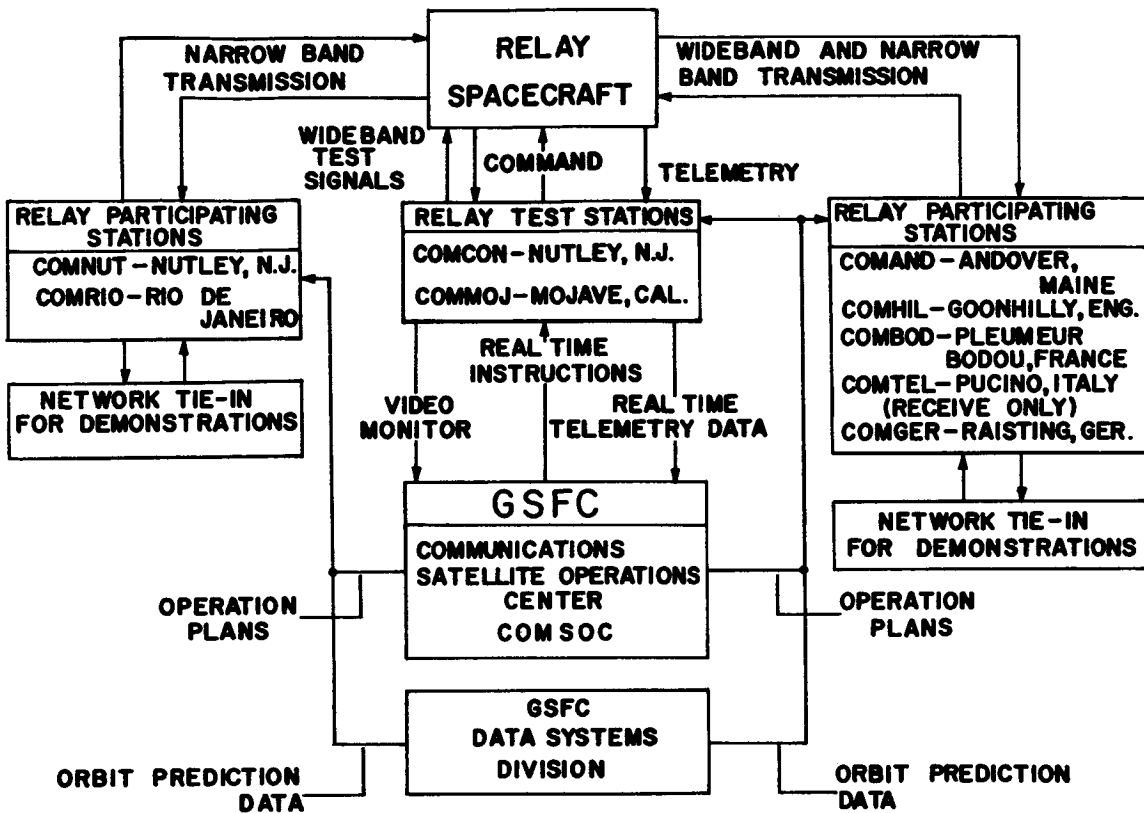 NARROW BAND
TRANSMISSION
RELAY
SPACECRAFT
WIDEBAND AND NARROW
BAND TRANSMISSION
WIDEBAND
TEST
SIGNALS
COMMAND
TELEMETRY
RELAY PARTICIPATING
STATIONS
COMNUT-NUTLEY, N.J.
COMRIO-RIO DE
JANEIRO
NETWORK TIE-IN
FOR DEMONSTRATIONS
RELAY TEST STATIONS
COMCON-NUTLEY, N.J.
COMMOJ-MOJAVE, CAL.
RELAY PARTICIPATING
STATIONS
COMAND-ANDOVER,
MAINE
COMHIL-GOONHILLY, ENG.
COMBOD-PLEUMEUR
BODOU, FRANCE
COMTEL-PUCINO, ITALY
(RECEIVE ONLY)
COMGER-RAISTING, GER.
NETWORK TIE-IN
FOR DEMONSTRATIONS
REAL TIME
INSTRUCTIONS
VIDEO
MONITOR
REAL TIME
TELEMETRY DATA
GSFC
COMMUNICATIONS
SATELLITE OPERATIONS
CENTER
COMSOC
OPERATION
PLANS
OPERATION
PLANS
GSFC
DATA SYSTEMS
DIVISION
ORBIT PREDICTION
DATA
ORBIT PREDICTION
DATA